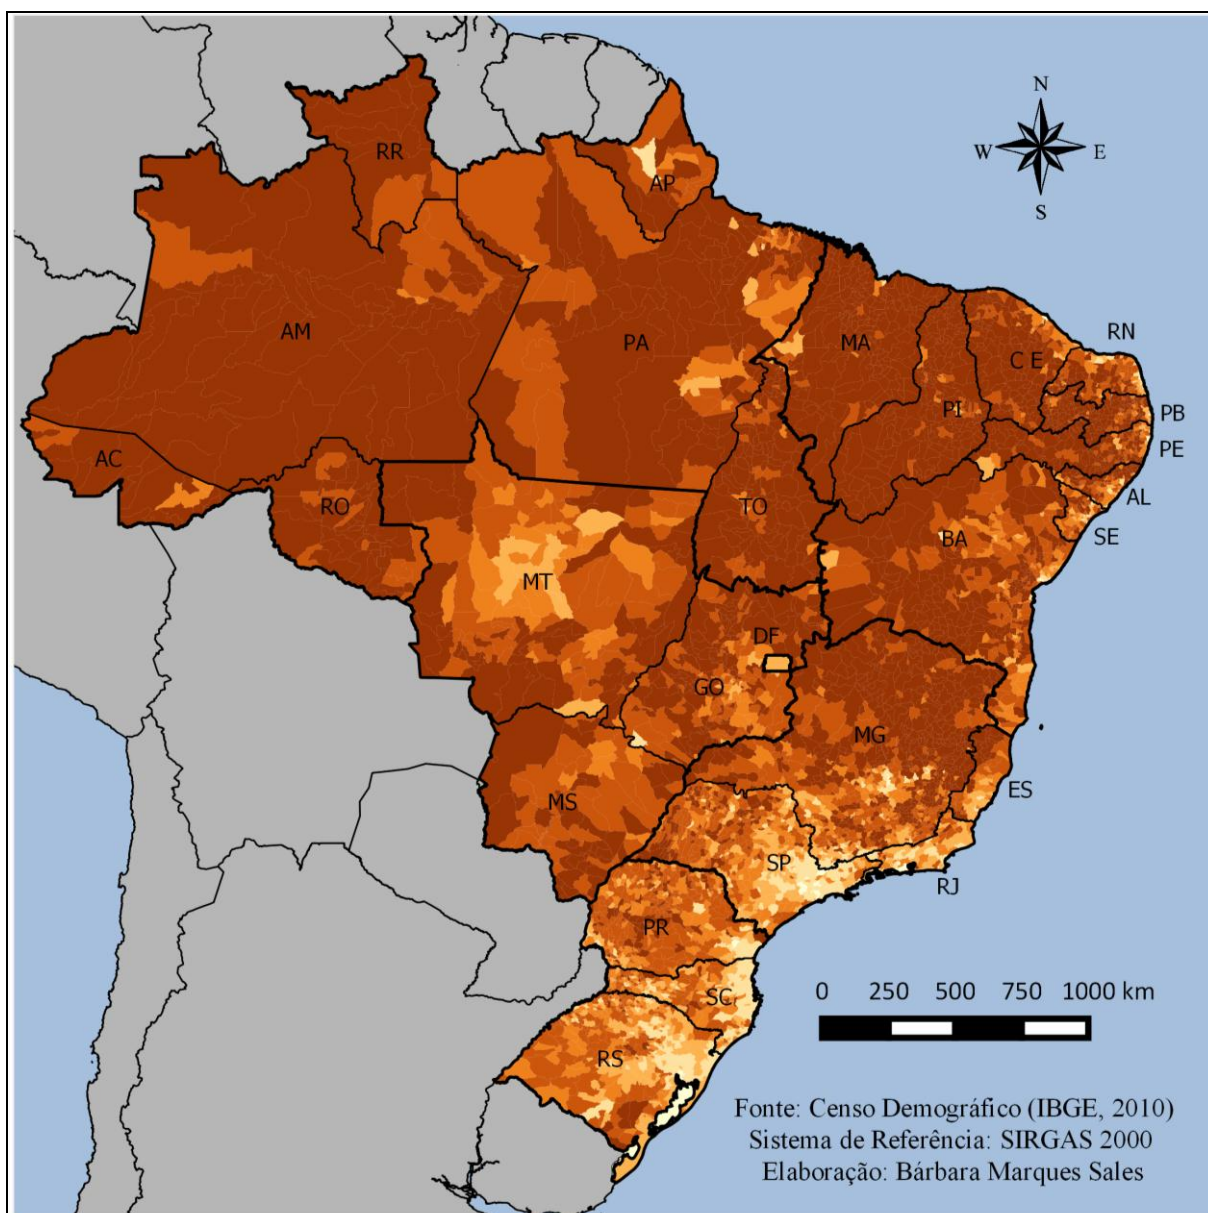 N
W E
S
RR
AP
AM
PA
MA
C E
RN
PI
PB
PE
AC
RO
TO
AL
BA
SE
MT
DF
GO
MG
MS
ES
SP
RJ
PR
SC
RS
0 250 500 750 1000 km
Fonte: Censo Demográfico (IBGE, 2010)
Sistema de Referência: SIRGAS 2000
Elaboração: Bárbara Marques Sales